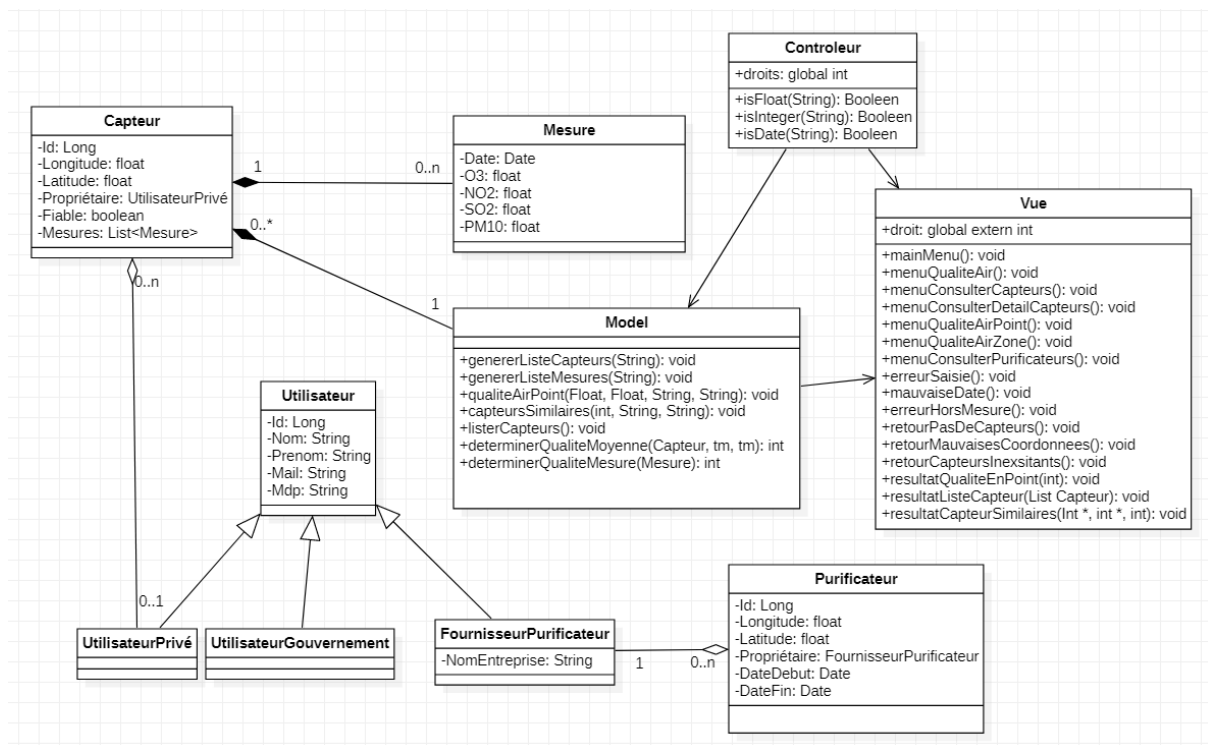 Controleur
+droits: global int
+isFloat(String): Booleen
+isInteger(String): Booleen
+isDate(String): Booleen
Capteur
-Id: Long
-Longitude: float
-Latitude: float
-Propriétaire: UtilisateurPrivé
-Fiable: boolean
-Mesures: List<Mesure>
1
0..n
0..*
0..n
Mesure
-Date: Date
-O3: float
-NO2: float
-SO2: float
-PM10: float
Vue
+droit: global extern int
+mainMenu(): void
+menuQualiteAir(): void
+menuConsulterCapteurs(): void
+menuConsulterDetailCapteurs(): void
+menuQualiteAirPoint(): void
+menuQualiteAirZone(): void
+menuConsulterPurificateurs(): void
+erreurSaisie(): void
+mauvaiseDate(): void
+erreurHorsMesure(): void
+retourPasDeCapteurs(): void
+retourMauvaisesCoordonnees(): void
+retourCapteursInexsitants(): void
+resultatQualiteEnPoint(int): void
+resultatListeCapteur(List Capteur): void
+resultatCapteurSimilaires(Int *, int *, int): void
1
Model
+genererListeCapteurs(String): void
+genererListeMesures(String): void
+qualiteAirPoint(Float, Float, String, String): void
+capteursSimilaires(int, String, String): void
+listerCapteurs(): void
+determinerQualiteMoyenne(Capteur, tm, tm): int
+determinerQualiteMesure(Mesure): int
Utilisateur
-Id: Long
-Nom: String
-Prenom: String
-Mail: String
-Mdp: String
0..1
UtilisateurPrivé
UtilisateurGouvernement
FournisseurPurificateur
-NomEntreprise: String
1
0..n
Purificateur
-Id: Long
-Longitude: float
-Latitude: float
-Propriétaire: FournisseurPurificateur
-DateDebut: Date
-DateFin: Date